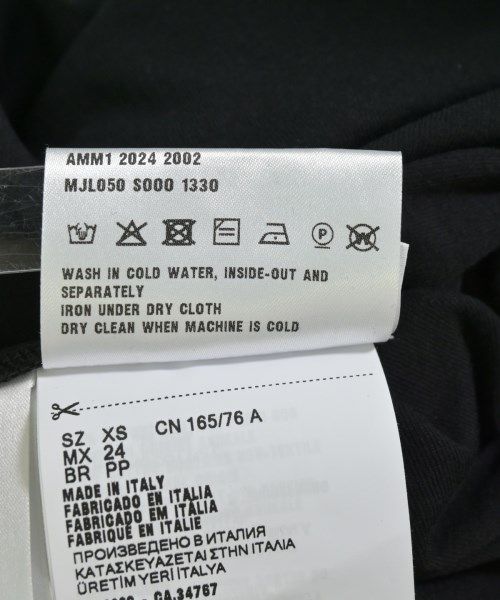 AMM1 2024 2002
MJL050 S000 1330
P W
WASH IN COLD WATER, INSIDE-OUT AND
SEPARATELY
IRON UNDER DRY CLOTH
DRY CLEAN WHEN MACHINE IS COLD
SZ XS CN 165/76 A
MX 24
BR PP
MADE IN ITALY
FABRICADO EN ITALIA
FABRICADO EM ITÁLIA
FABRIQUÉ EN ITALIE
ПРОИЗВЕДЕНО В ИТАЛИЯ
ΚΑΤΑΣΚΕΥΑΖΕΤΑΙ ΣΤΗΝ ΙΤΑΛΙΑ
ÜRETİM YERİ İTALYA
CA.34767